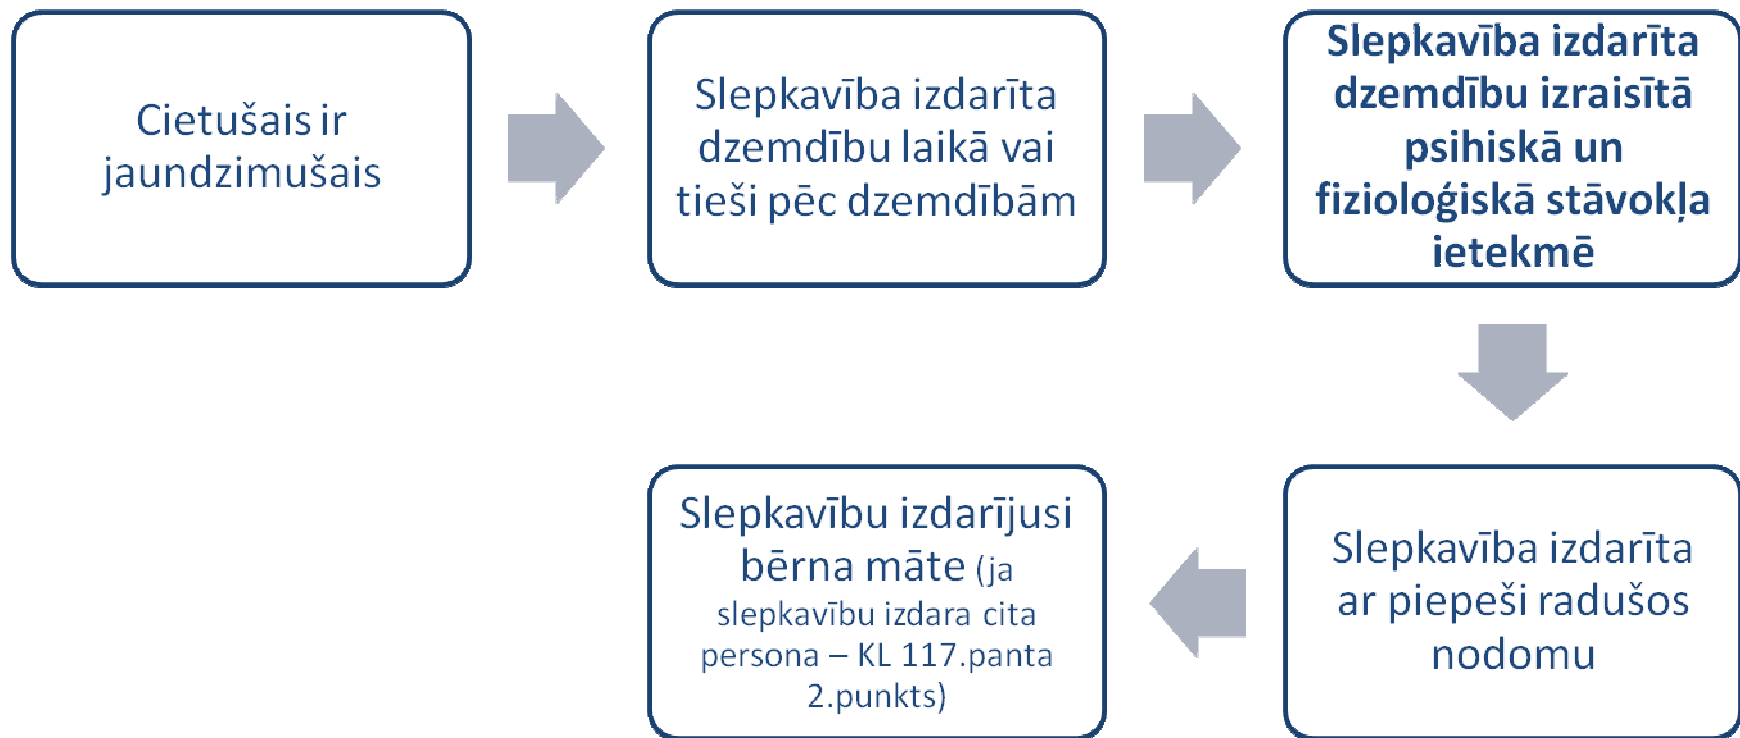 Cietušais ir
jaundzimušais
Slepkavība izdarīta
dzemdību laikā vai
tieši pēc dzemdībām
Slepkavība izdarīta
dzemdību izraisītā
psihiskā un
fizioloģiskā stāvokļa
ietekmē
Slepkavība izdarīta
ar piepeši radušos
nodomu
Slepkavību izdarījusi
bērna māte (ja
slepkavību izdara cita
persona – KL 117.panta
2.punkts)